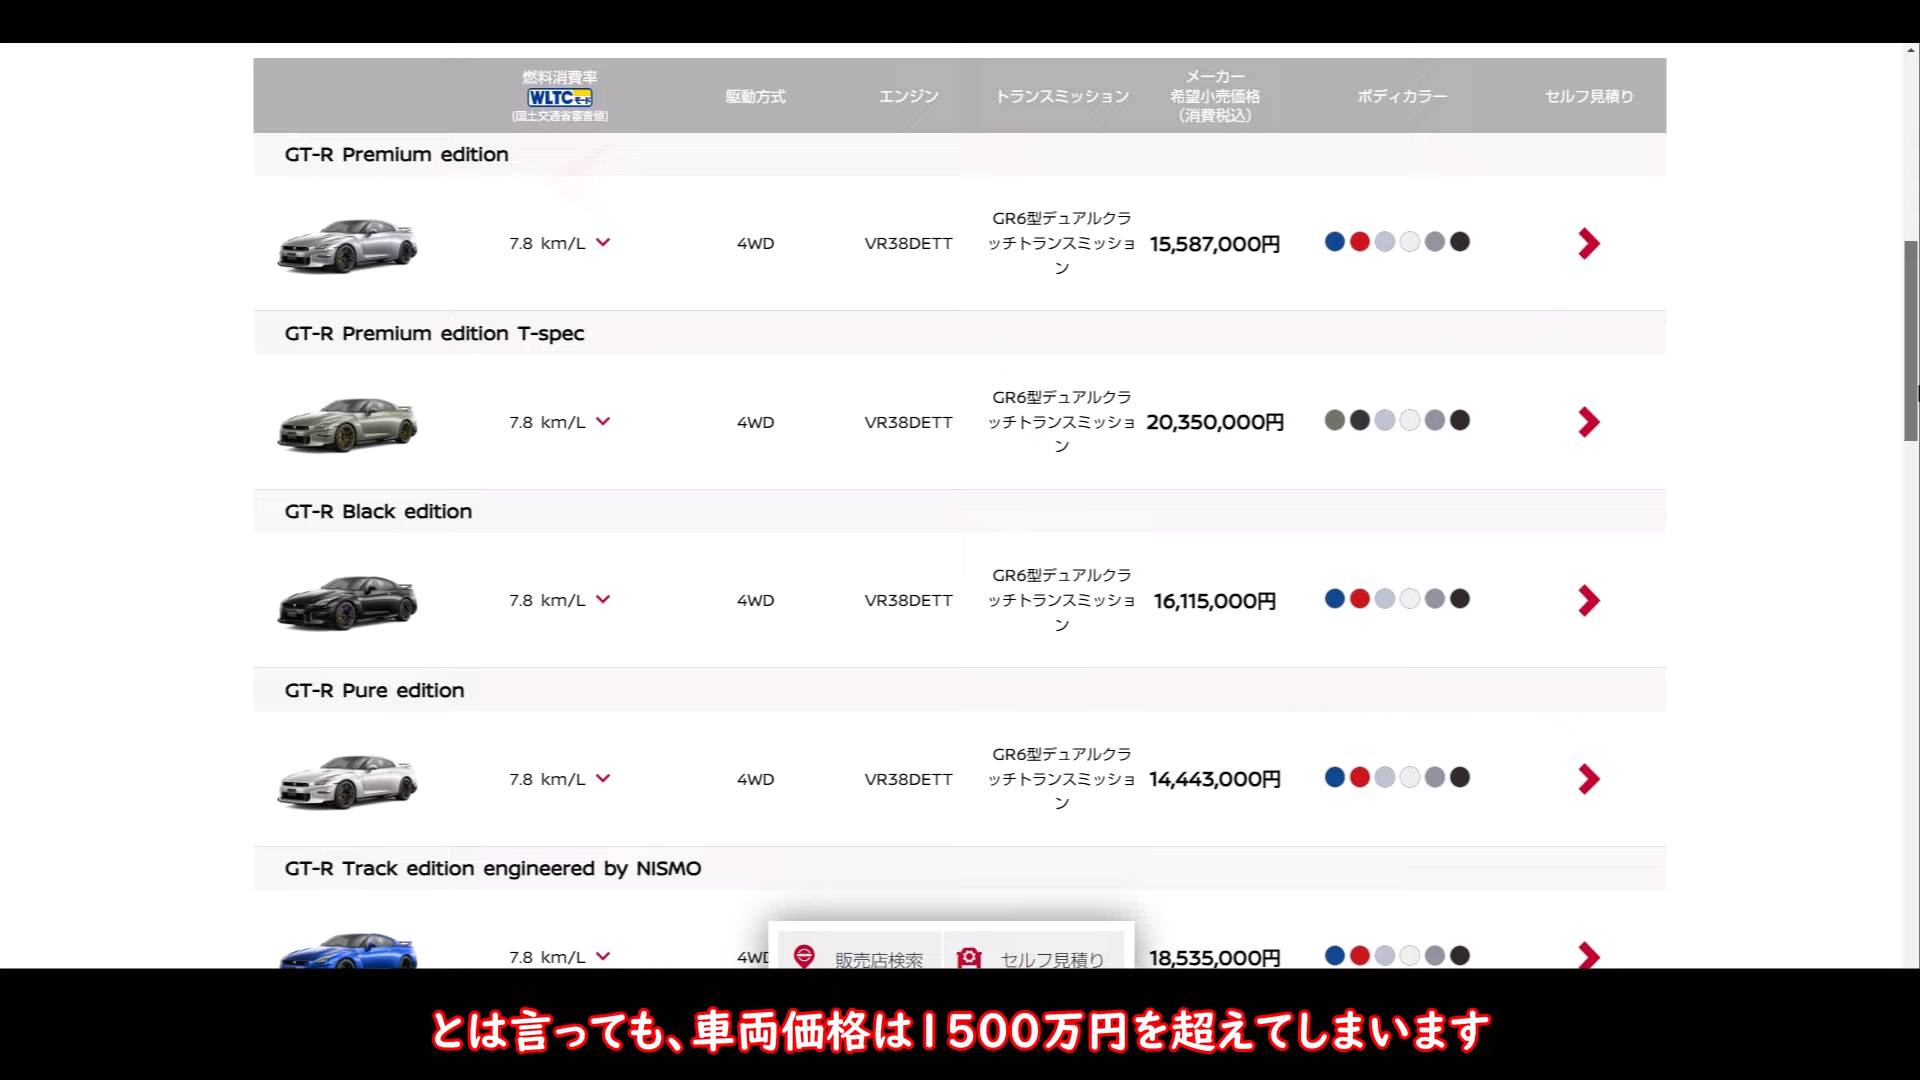 燃料消費率
WLTCモード
(国土交通省審査値)
駆動方式
エンジン
トランスミッション
メーカー
希望小売価格
(消費税込)
ボディカラー
セルフ見積り
GT-R Premium edition
7.8 km/L
4WD
VR38DETT
GR6型デュアルクラ
ッチトランスミッショ
ン
15,587,000円
GT-R Premium edition T-spec
7.8 km/L
4WD
VR38DETT
GR6型デュアルクラ
ッチトランスミッショ
ン
20,350,000円
GT-R Black edition
7.8 km/L
4WD
VR38DETT
GR6型デュアルクラ
ッチトランスミッショ
ン
16,115,000円
GT-R Pure edition
7.8 km/L
4WD
VR38DETT
GR6型デュアルクラ
ッチトランスミッショ
ン
14,443,000円
GT-R Track edition engineered by NISMO
7.8 km/L
4WD
販売店検索
セルフ見積り
18,535,000円
とは言っても、車両価格は1500万円を超えてしまいます